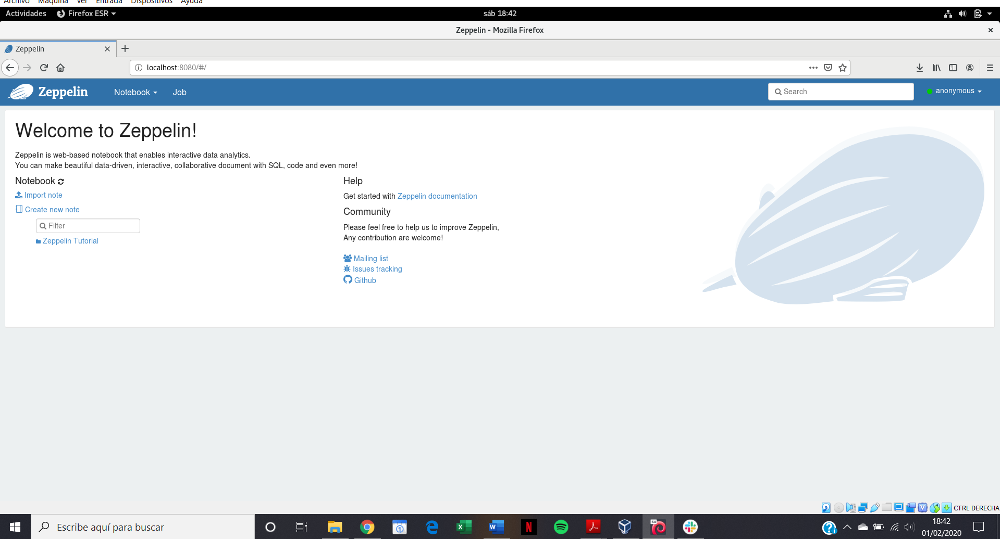 Archivo Máquina Ver Entrada Dispositivos Ayuda
Actividades Firefox ESR sáb 18:42
Zeppelin - Mozilla Firefox
Zeppelin
localhost:8080/#/
Zeppelin Notebook Job Search anonymous
Welcome to Zeppelin!
Zeppelin is web-based notebook that enables interactive data analytics.
You can make beautiful data-driven, interactive, collaborative document with SQL, code and even more!
Notebook
Import note
Create new note
Filter
Zeppelin Tutorial
Help
Get started with Zeppelin documentation
Community
Please feel free to help us to improve Zeppelin,
Any contribution are welcome!
Mailing list
Issues tracking
Github
CTRL DERECHA
Escribe aquí para buscar
18:42
01/02/2020